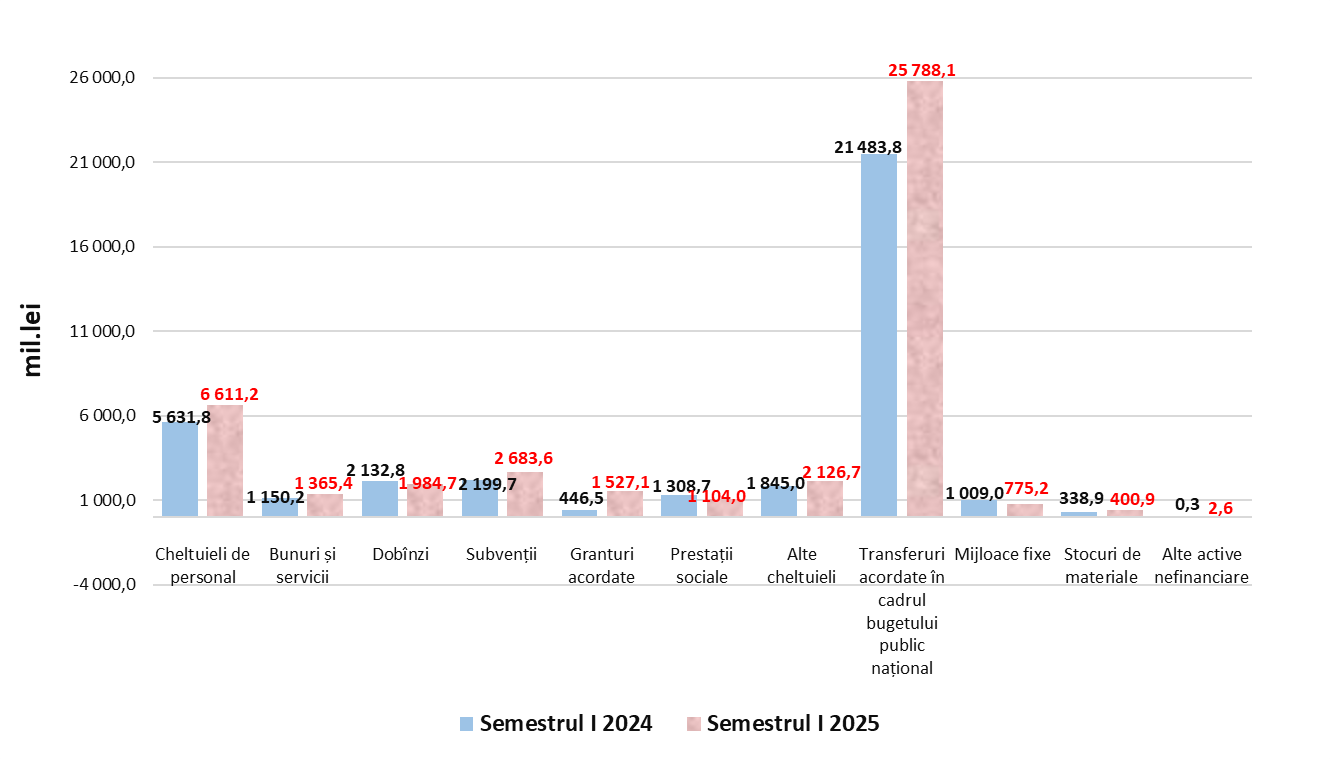 26 000,0
21 000,0
16 000,0
11 000,0
6 000,0
1 000,0
-4 000,0
mil.lei
5 631,8
6 611,2
1 150,2
1 365,4
2 132,8
1 984,7
2 199,7
2 683,6
446,5
1 527,1
1 308,7
1 104,0
1 845,0
2 126,7
21 483,8
25 788,1
1 009,0
775,2
338,9
400,9
0,3
2,6
Cheltuieli de
personal
Bunuri și
servicii
Dobînzi
Subvenții
Granturi
acordate
Prestații
sociale
Alte
cheltuieli
Transferuri
acordate în
cadrul
bugetului
public
național
Mijloace fixe
Stocuri de
materiale
Alte active
nefinanciare
Semestrul I 2024
Semestrul I 2025